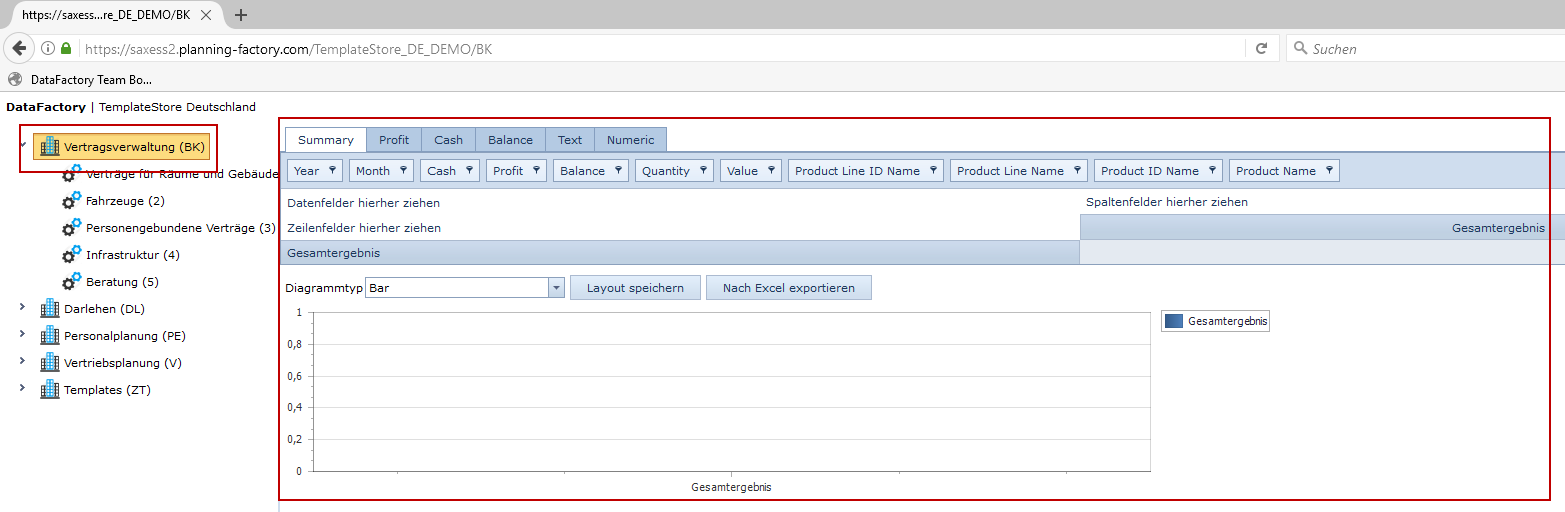 https://saxess...re_DE_DEMO/BK
https://saxess2.planning-factory.com/TemplateStore_DE_DEMO/BK
Suchen
DataFactory Team Bo...
DataFactory | TemplateStore Deutschland
Vertragsverwaltung (BK)
Verträge für Räume und Gebäude
Fahrzeuge (2)
Personengebundene Verträge (3)
Infrastruktur (4)
Beratung (5)
Darlehen (DL)
Personalplanung (PE)
Vertriebsplanung (V)
Templates (ZT)
Summary Profit Cash Balance Text Numeric
Year Month Cash Profit Balance Quantity Value Product Line ID Name Product Line Name Product ID Name Product Name
Datenfelder hierher ziehen Spaltenfelder hierher ziehen
Zeilenfelder hierher ziehen Gesamtergebnis
Gesamtergebnis
Diagrammtyp Bar Layout speichern Nach Excel exportieren
1
0,8
0,6
0,4
0,2
0
Gesamtergebnis
Gesamtergebnis